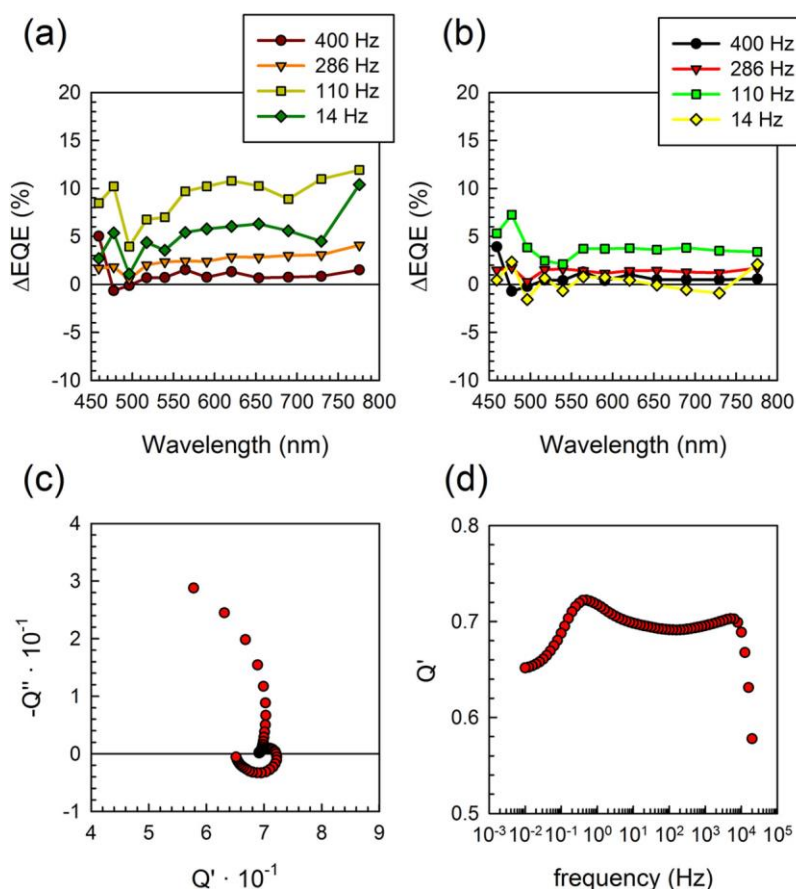 (a)
400 Hz
286 Hz
110 Hz
14 Hz
ΔEQE (%)
20
15
10
5
0
-5
-10
450 500 550 600 650 700 750 800
Wavelength (nm)
(b)
400 Hz
286 Hz
110 Hz
14 Hz
ΔEQE (%)
20
15
10
5
0
-5
-10
450 500 550 600 650 700 750 800
Wavelength (nm)
(c)
-Q'' · 10⁻¹
4
3
2
1
0
-1
4 5 6 7 8 9
Q' · 10⁻¹
(d)
Q'
0.8
0.7
0.6
0.5
10⁻³ 10⁻² 10⁻¹ 10⁰ 10¹ 10² 10³ 10⁴ 10⁵
frequency (Hz)